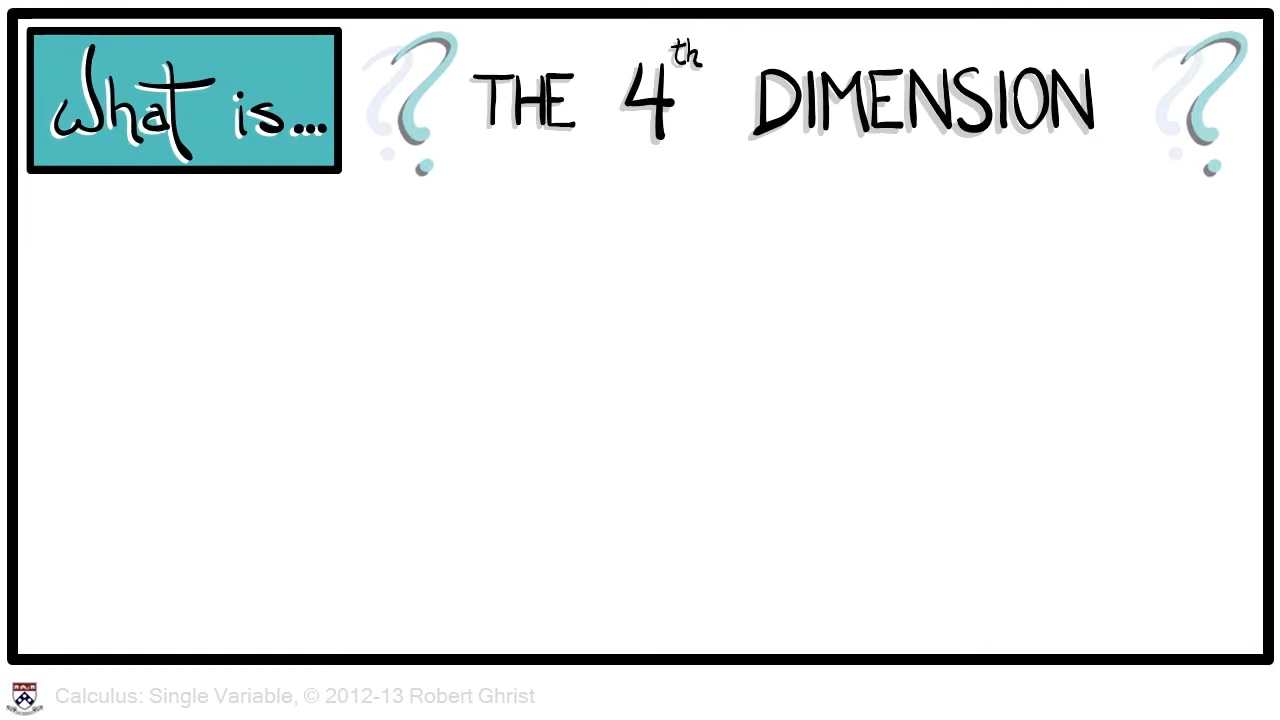 What is... ? THE 4th DIMENSION ?
Calculus: Single Variable, © 2012-13 Robert Ghrist